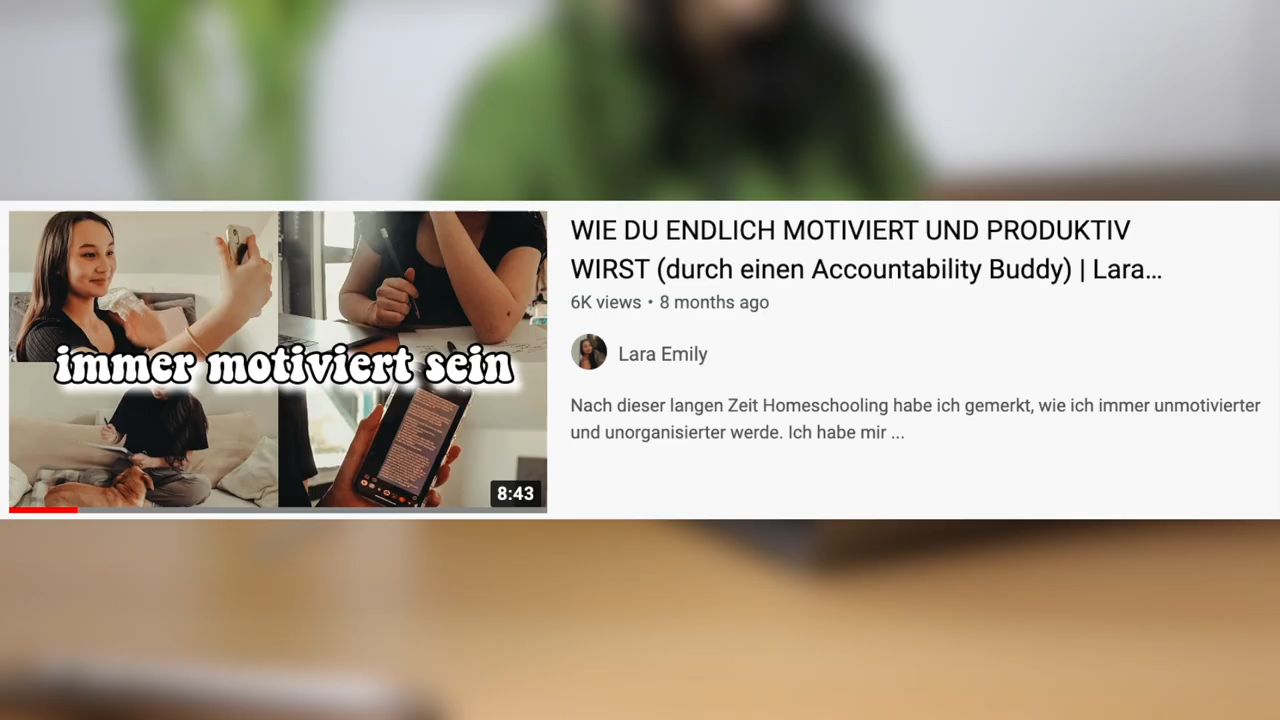 immer motiviert sein
8:43
WIE DU ENDLICH MOTIVIERT UND PRODUKTIV
WIRST (durch einen Accountability Buddy) | Lara...
6K views • 8 months ago
Lara Emily
Nach dieser langen Zeit Homeschooling habe ich gemerkt, wie ich immer unmotivierter
und unorganisierter werde. Ich habe mir ...